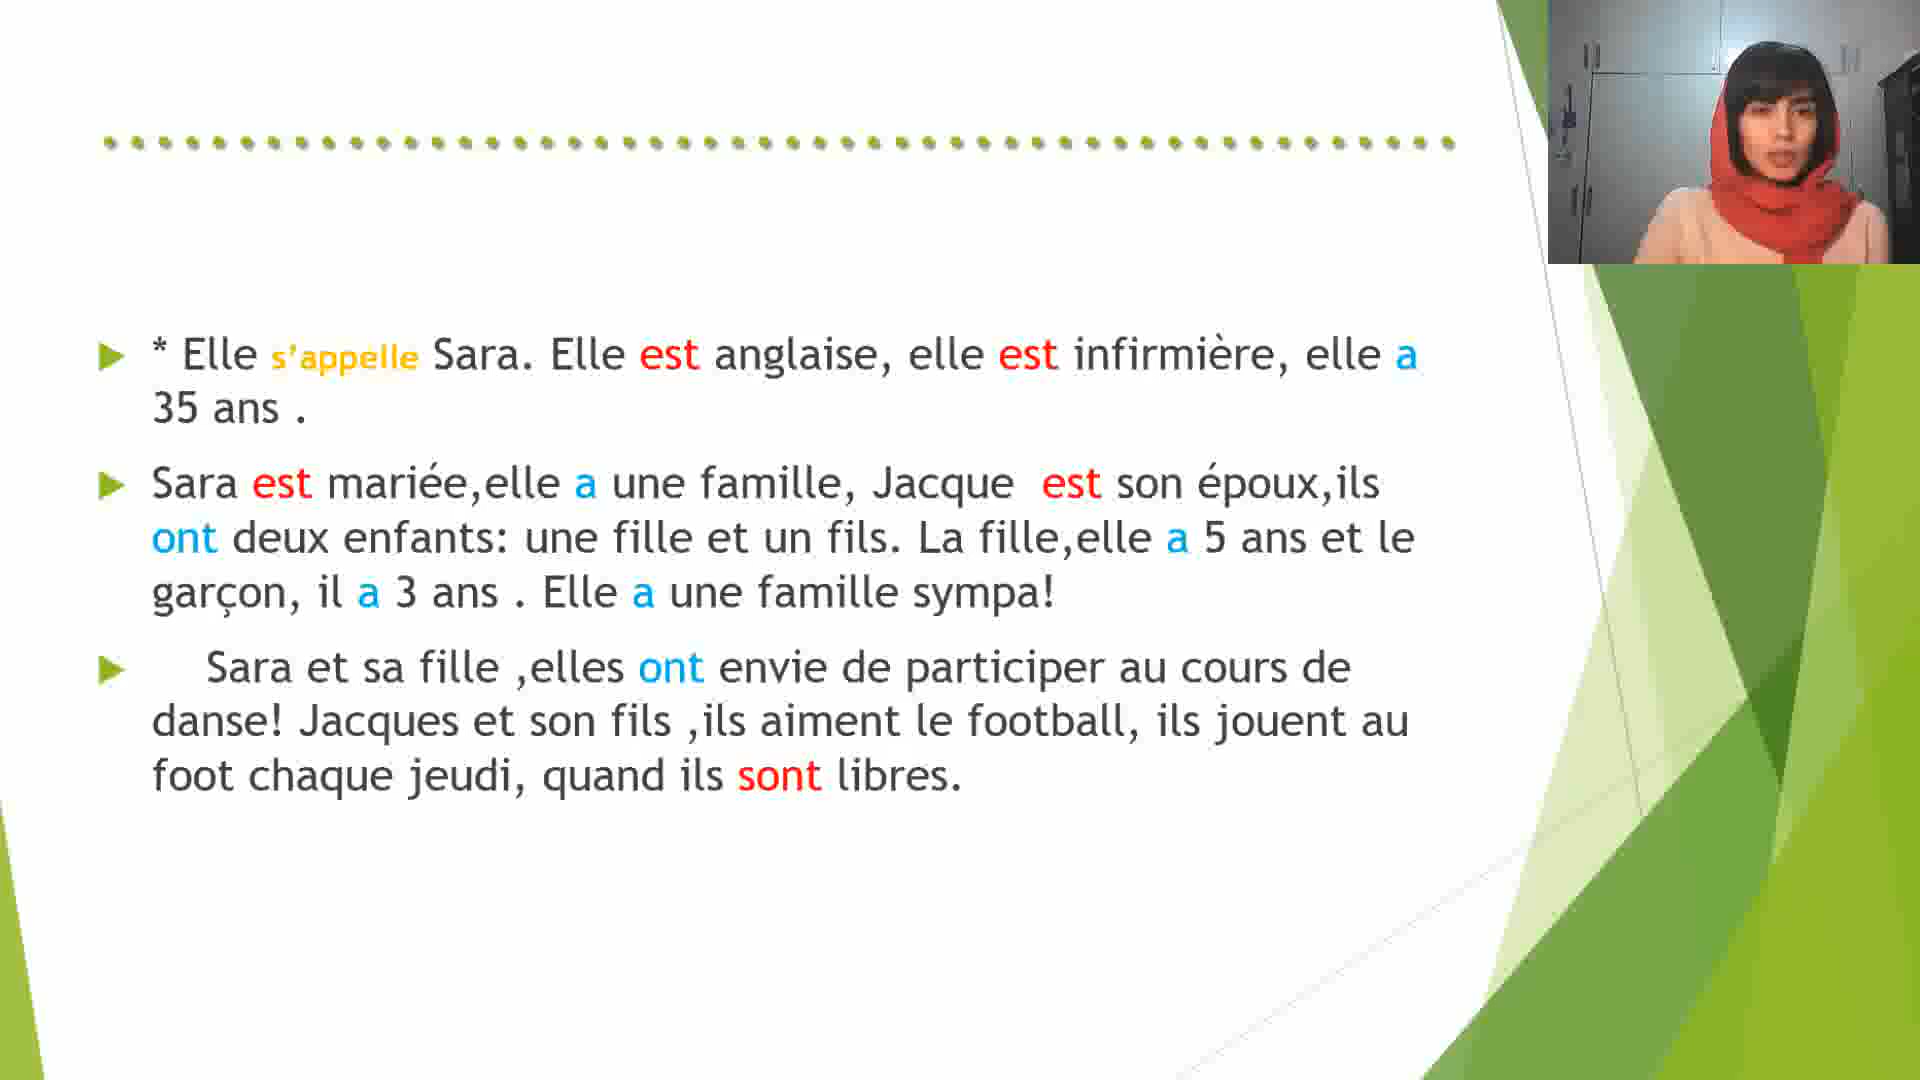 * Elle s'appelle Sara. Elle est anglaise, elle est infirmière, elle a
35 ans .
Sara est mariée,elle a une famille, Jacque  est son époux,ils
ont deux enfants: une fille et un fils. La fille,elle a 5 ans et le
garçon, il a 3 ans . Elle a une famille sympa!
Sara et sa fille ,elles ont envie de participer au cours de
danse! Jacques et son fils ,ils aiment le football, ils jouent au
foot chaque jeudi, quand ils sont libres.